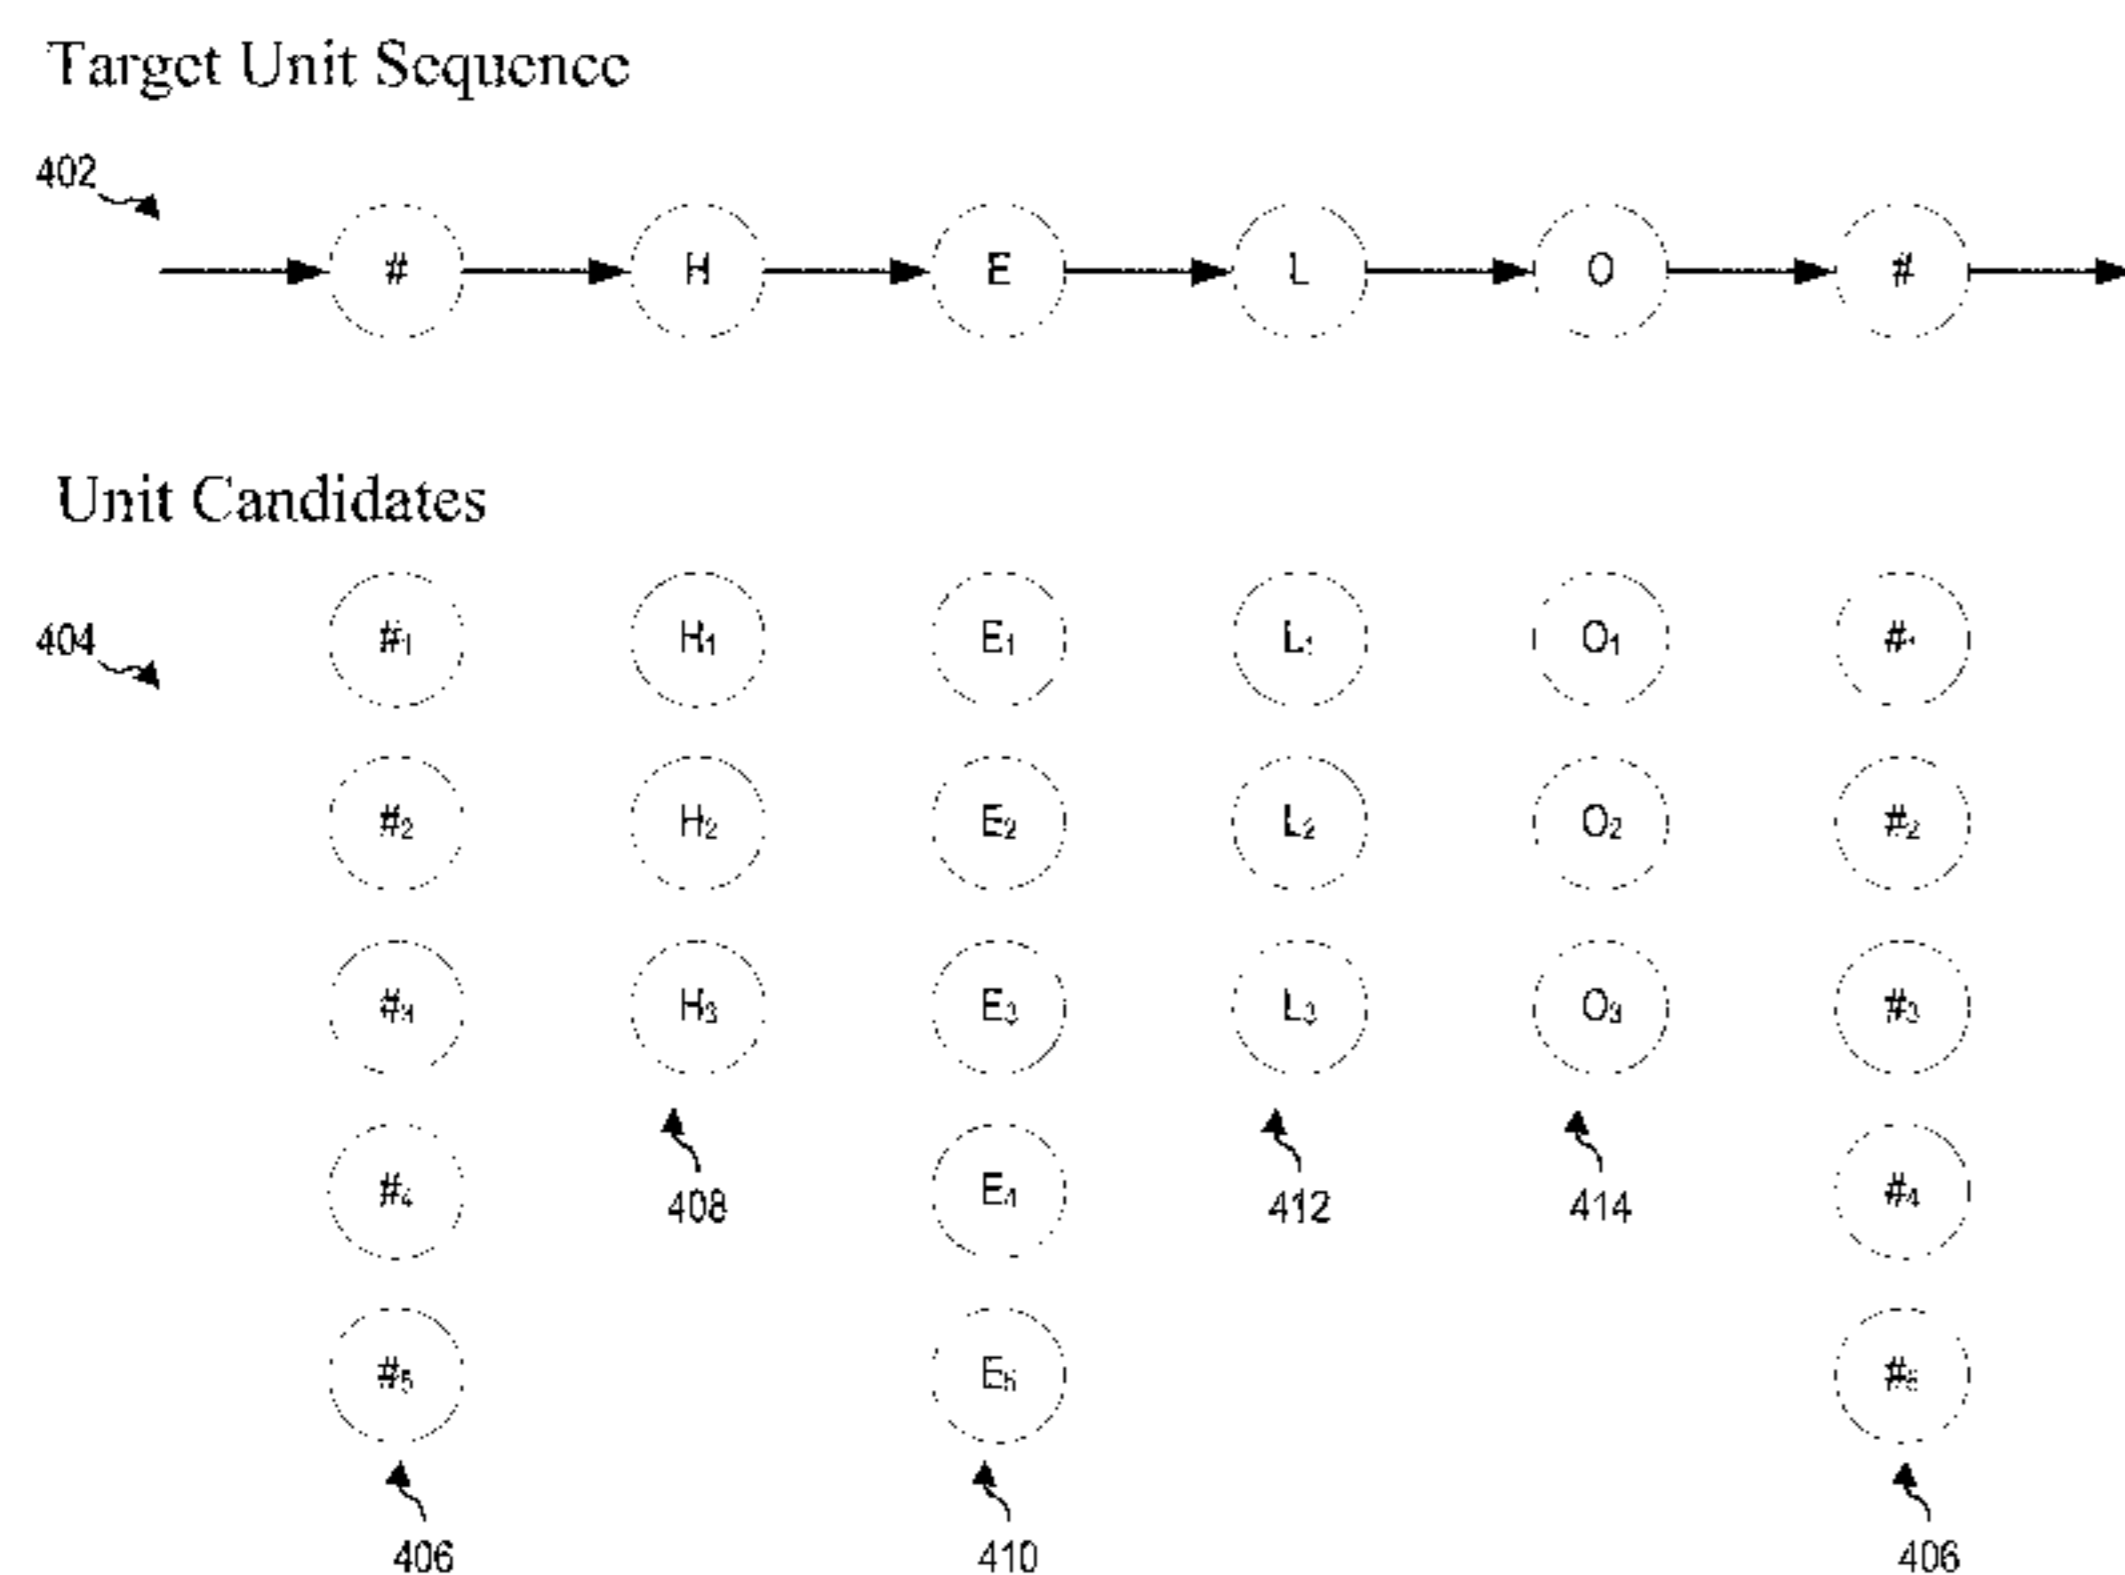 Target Unit Sequence
402
# H E L O #
Unit Candidates
404
#₁ H₁ E₁ L₁ O₁ #₁
#₂ H₂ E₂ L₂ O₂ #₂
#₃ H₃ E₃ L₃ O₃ #₃
#₄ E₄ #₄
408 412 414
#₅ E₅ #₅
406 410 406